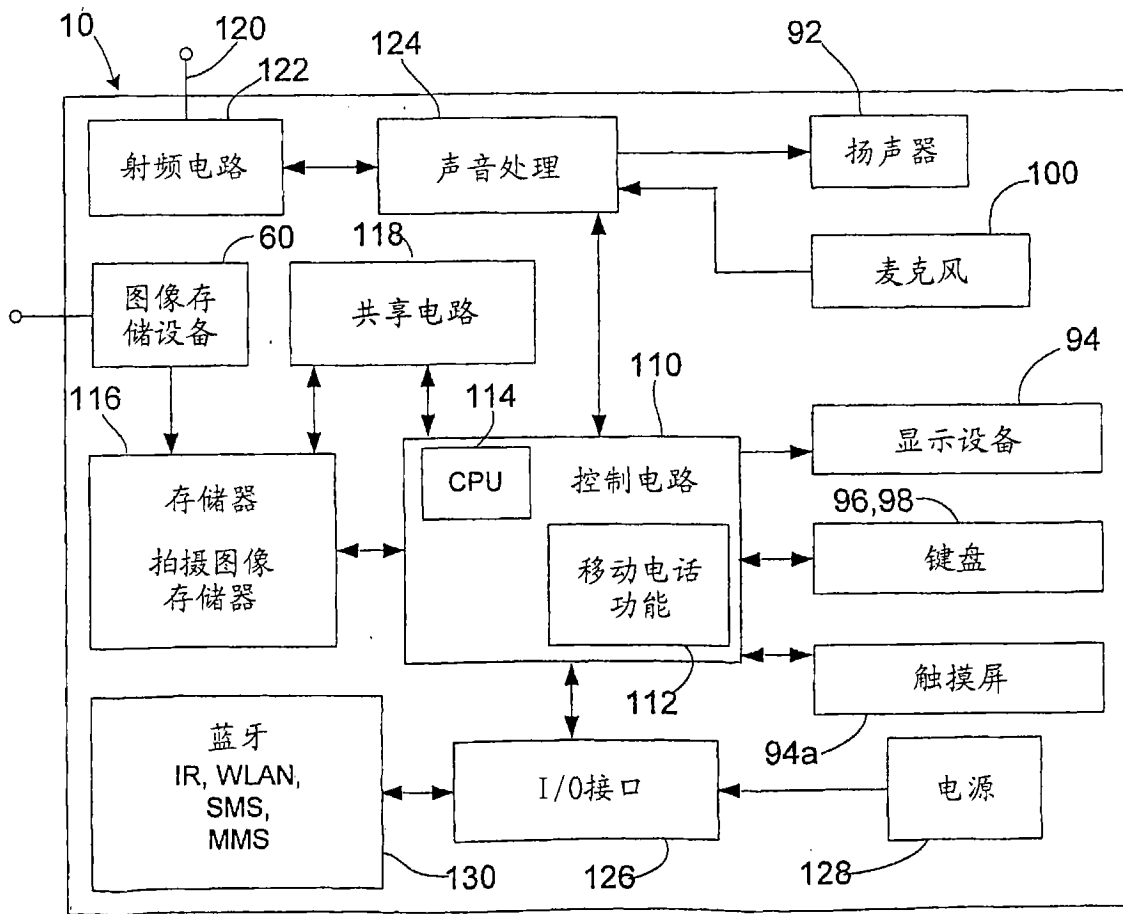 10
120
122
124
92
射频电路
声音处理
扬声器
100
60
118
麦克风
图像存
储设备
共享电路
116
114
110
94
显示设备
CPU
控制电路
存储器
拍摄图像
存储器
96,98
键盘
移动电话
功能
触摸屏
112
94a
蓝牙
IR, WLAN,
SMS,
MMS
I/O接口
电源
130
126
128